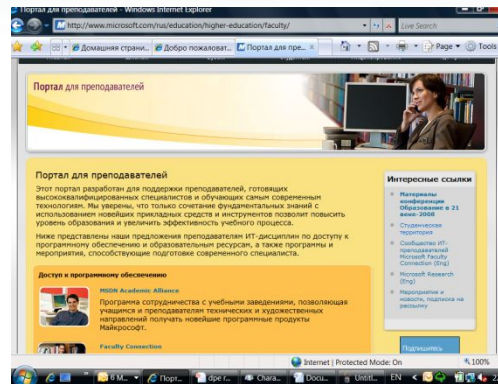 Портал для преподавателей - Windows Internet Explorer
http://www.microsoft.com/rus/education/higher-education/faculty/
Live Search
Домашняя страни...
Добро пожаловат...
Портал для пре...
Page
Tools
Портал для преподавателей
Портал для преподавателей
Этот портал разработан для поддержки преподавателей, готовящих
высококвалифицированных специалистов и обучающих самым современным
технологиям. Мы уверены, что только сочетание фундаментальных знаний с
использованием новейших прикладных средств и инструментов позволит повысить
уровень образования и увеличить эффективность учебного процесса.
Ниже представлены наши предложения преподавателям ИТ-дисциплин по доступу к
программному обеспечению и образовательным ресурсам, а также программы и
мероприятия, способствующие подготовке современного специалиста.
Доступ к программному обеспечению
MSDN Academic Alliance
Программа сотрудничества с учебными заведениями, позволяющая
учащимся и преподавателям технических и художественных
направлений получать новейшие программные продукты
Майкрософт.
Faculty Connection
Интересные ссылки
Материалы
конференции
Образование в 21
веке-2008
Студенческая
территория
Сообщество ИТ-
преподавателей
Microsoft Faculty
Connection (Eng)
Microsoft Research
(Eng)
Мероприятия и
новости, подписка на
рассылку
Подпишитесь
Internet | Protected Mode: On
100%
6 M...
Порт...
dpe r...
Chara...
Docu...
Untitl...
EN